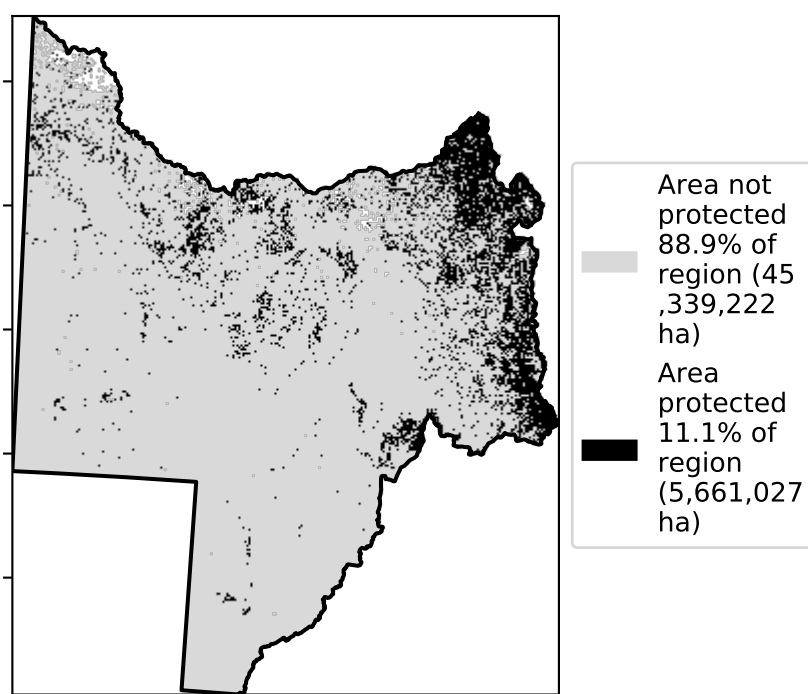 Area not
protected
88.9% of
region (45
,339,222
ha)
Area
protected
11.1% of
region
(5,661,027
ha)